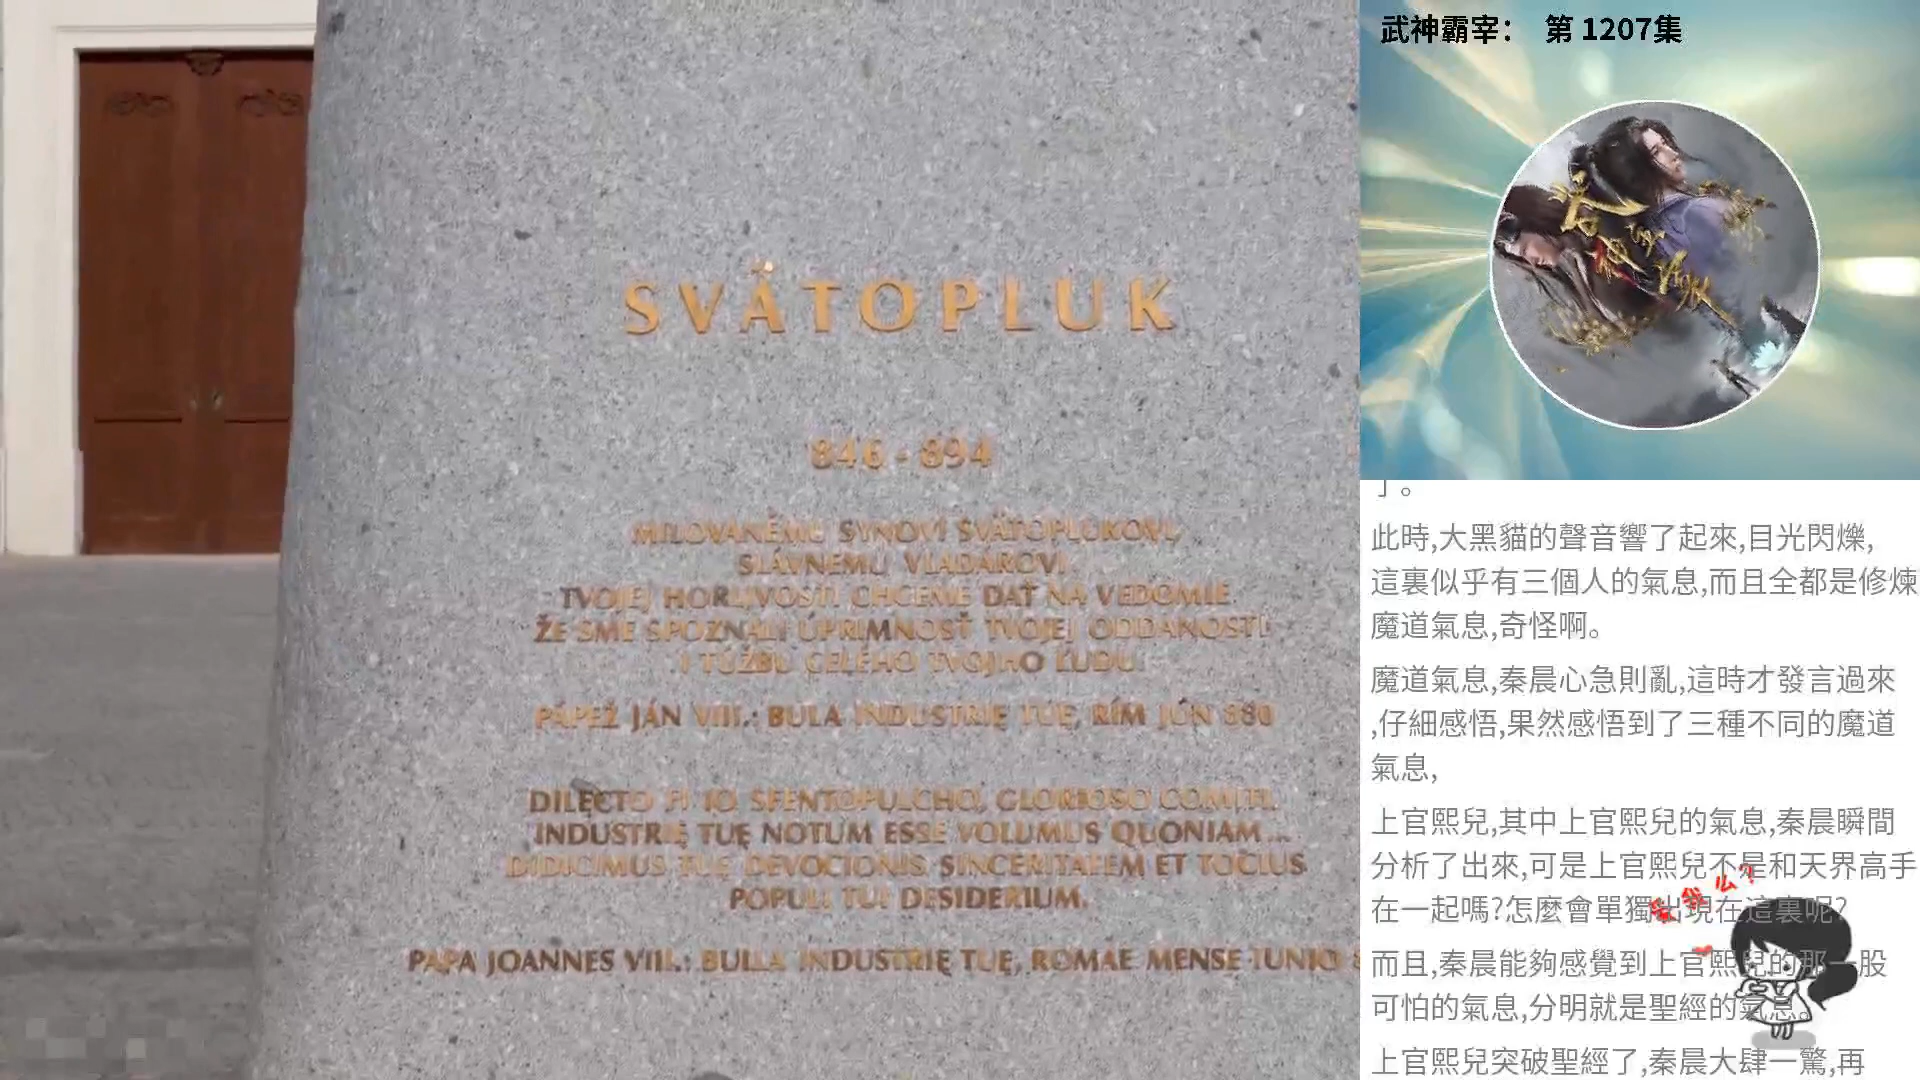 SVÄTOPLUK
846 - 894
MILOVANÉMU SYNOVI SVÄTOPLUKOVI,
SLÁVNEMU VLADÁROVI.
TVOJEJ HORLIVOSTI CHCEME DAŤ NA VEDOMIE,
ŽE SME SPOZNALI ÚPRIMNOSŤ TVOJEJ ODDANOSTI
I TÚŽBU CELÉHO TVOJHO ĽUDU.
PÁPEŽ JÁN VIII.: BULA INDUSTRIĘ TUĘ, RÍM JÚN 880
DILĘCTO FILIO SFENTOPULCHO, GLORIOSO COMITI.
INDUSTRIĘ TUĘ NOTUM ESSE VOLUMUS QUONIAM ...
DIDICIMUS TUĘ DEVOCIONIS SINCERITATEM ET TOCIUS
POPULI TUI DESIDERIUM.
PAPA JOANNES VIII.: BULLA INDUSTRIĘ TUĘ, ROMAE MENSE IUNIO 8
武神霸宰： 第 1207集
了。
此時,大黑貓的聲音響了起來,目光閃爍,
這裏似乎有三個人的氣息,而且全都是修煉
魔道氣息,奇怪啊。
魔道氣息,秦晨心急則亂,這時才發言過來
,仔細感悟,果然感悟到了三種不同的魔道
氣息,
上官熙兒,其中上官熙兒的氣息,秦晨瞬間
分析了出來,可是上官熙兒不是和天界高手
在一起嗎?怎麼會單獨出現在這裏呢?
而且,秦晨能夠感覺到上官熙兒的那一股
可怕的氣息,分明就是聖經的氣息。
上官熙兒突破聖經了,秦晨大肆一驚,再
爱我么?